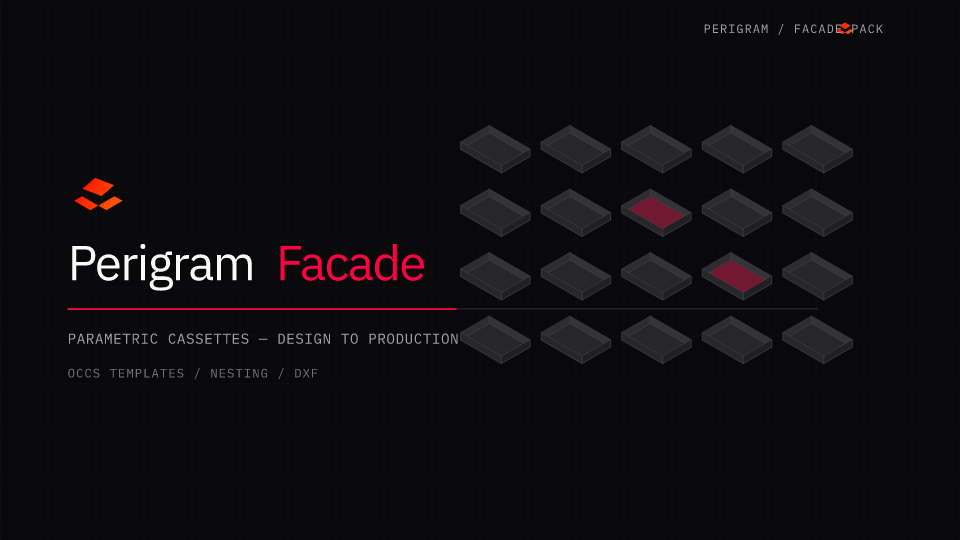 PERIGRAM / FACADE PACK
Perigram Facade
PARAMETRIC CASSETTES — DESIGN TO PRODUCTION
OCCS TEMPLATES / NESTING / DXF